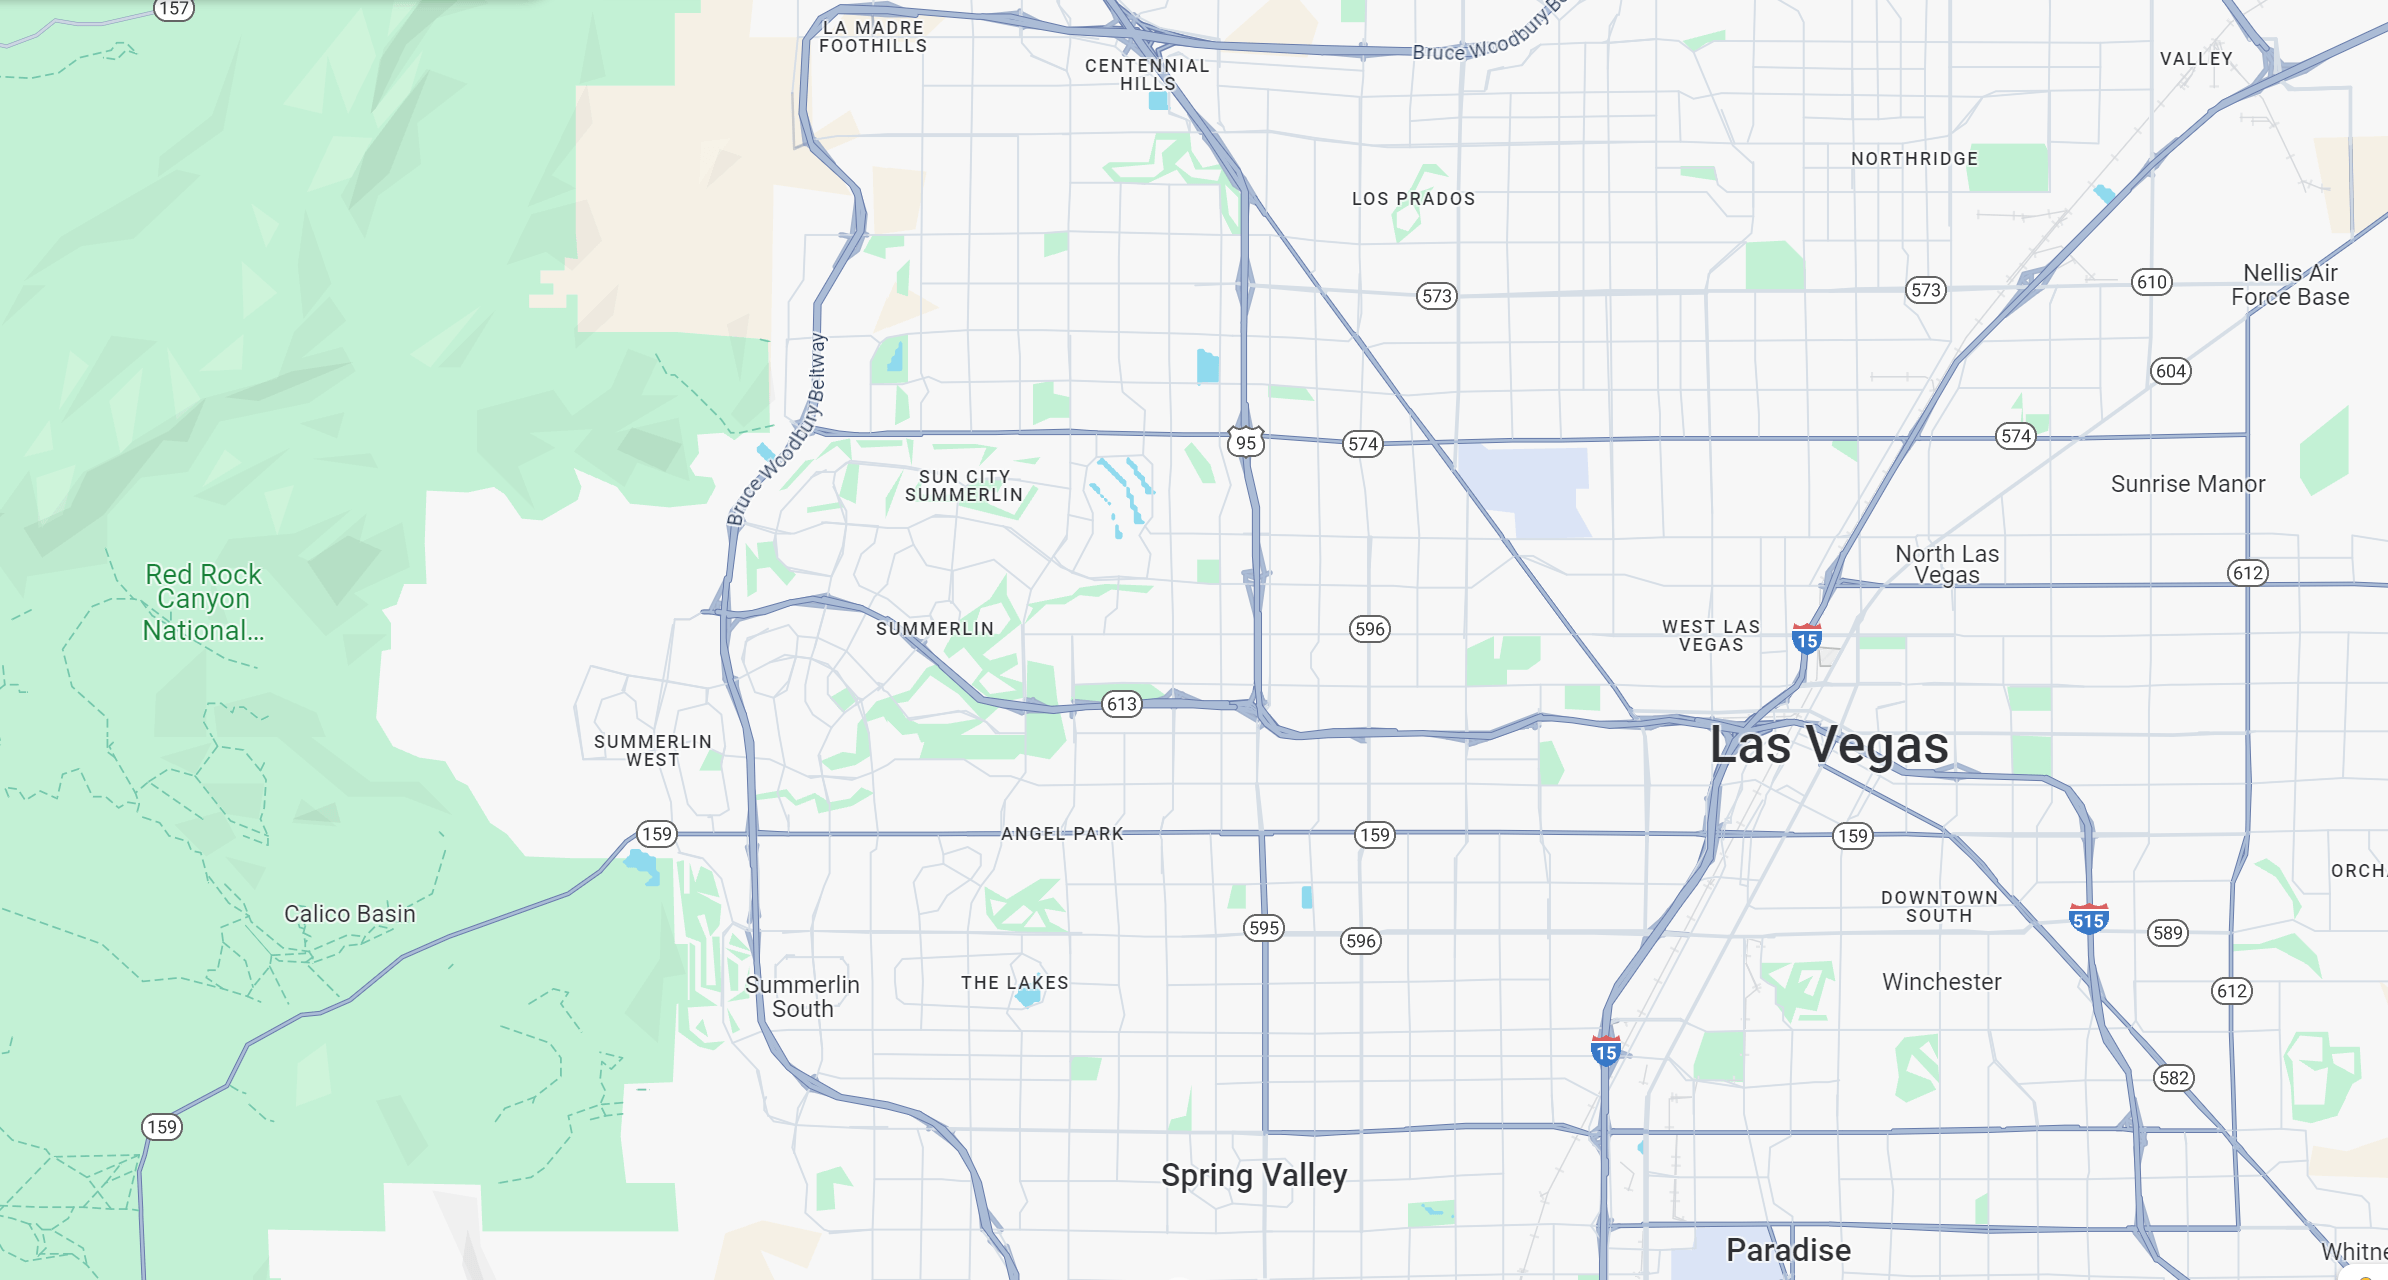 157
LA MADRE
FOOTHILLS
CENTENNIAL
HILLS
Bruce Woodbury Be
VALLEY
NORTHRIDGE
LOS PRADOS
573
573
610
Nellis Air
Force Base
604
Bruce Woodbury Beltway
95
574
574
SUN CITY
SUMMERLIN
Sunrise Manor
North Las
Vegas
612
Red Rock
Canyon
National...
SUMMERLIN
596
WEST LAS
VEGAS
15
613
SUMMERLIN
WEST
Las Vegas
159
ANGEL PARK
159
159
ORCH
Calico Basin
595
596
DOWNTOWN
SOUTH
515
589
Summerlin
South
THE LAKES
Winchester
612
15
582
159
Spring Valley
Paradise
Whitne